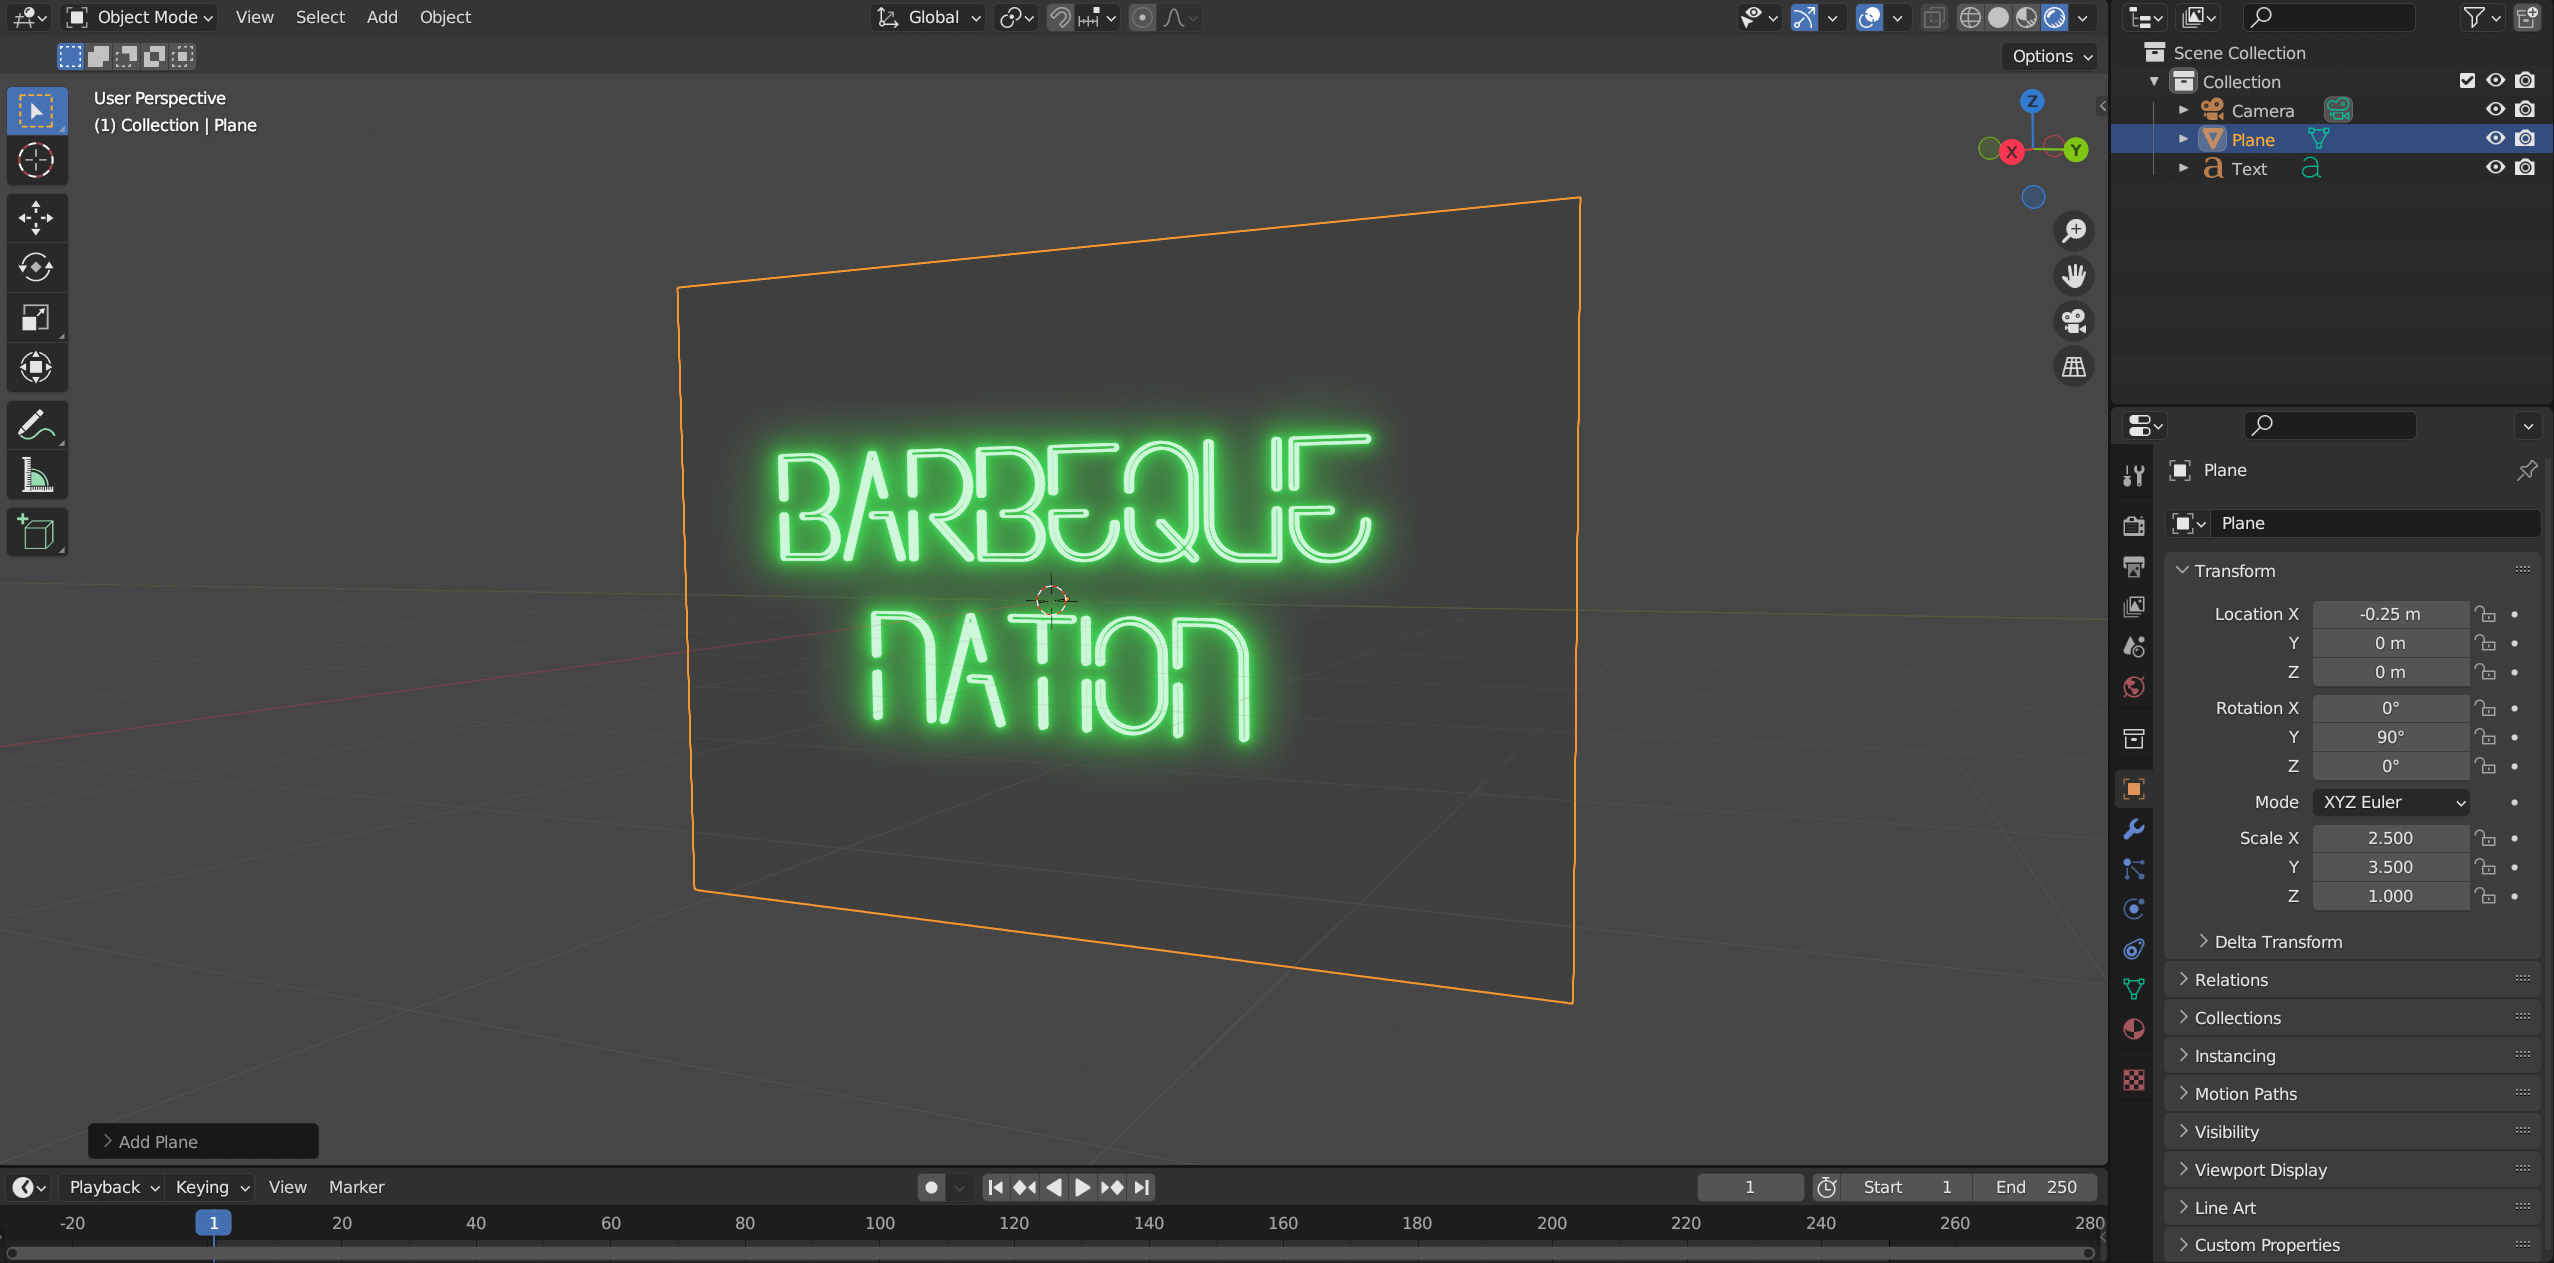 Object Mode View Select Add Object Global
Options
User Perspective
(1) Collection | Plane
Z
X
Y
BARBEQUE
NATION
Add Plane
Scene Collection
Collection
Camera
Plane
Text
Plane
Plane
Transform
Location X -0.25 m
Y 0 m
Z 0 m
Rotation X 0°
Y 90°
Z 0°
Mode XYZ Euler
Scale X 2.500
Y 3.500
Z 1.000
Delta Transform
Relations
Collections
Instancing
Motion Paths
Visibility
Viewport Display
Line Art
Custom Properties
Playback Keying View Marker 1 Start 1 End 250
-20 1 20 40 60 80 100 120 140 160 180 200 220 240 260 280